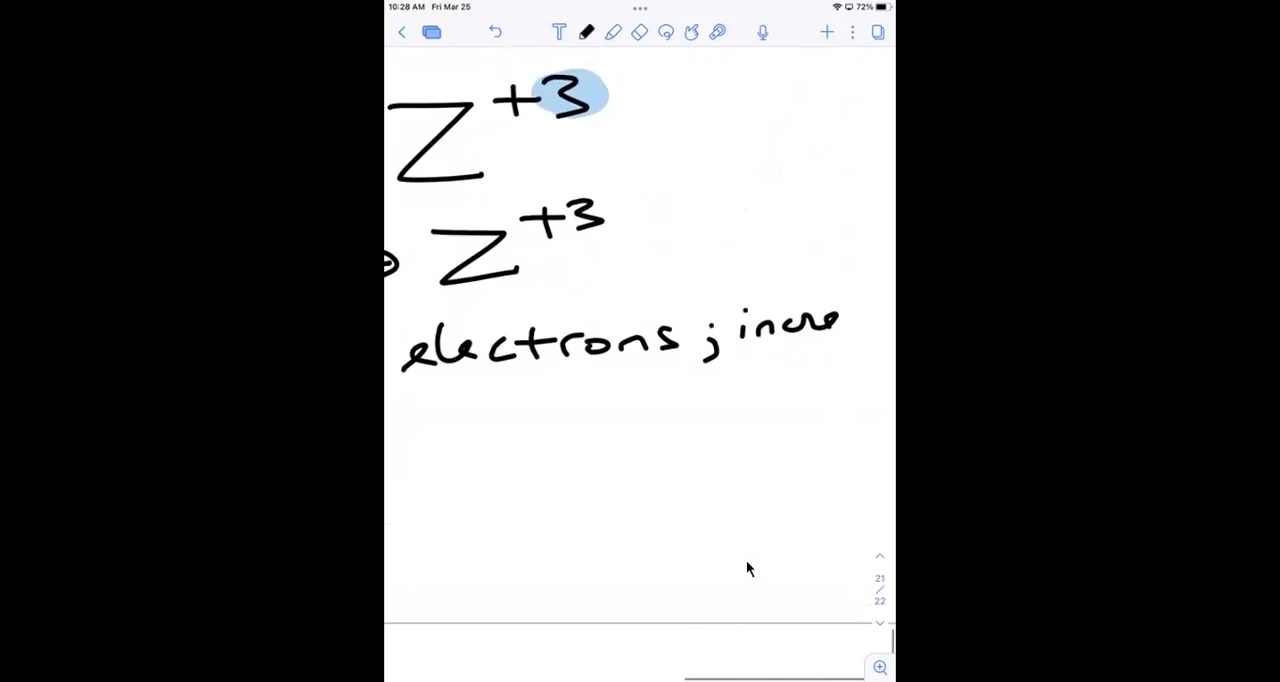 10:28 AM Fri Mar 25
72%
T
Z+3
Z+3
electrons ; incre
21
/
22